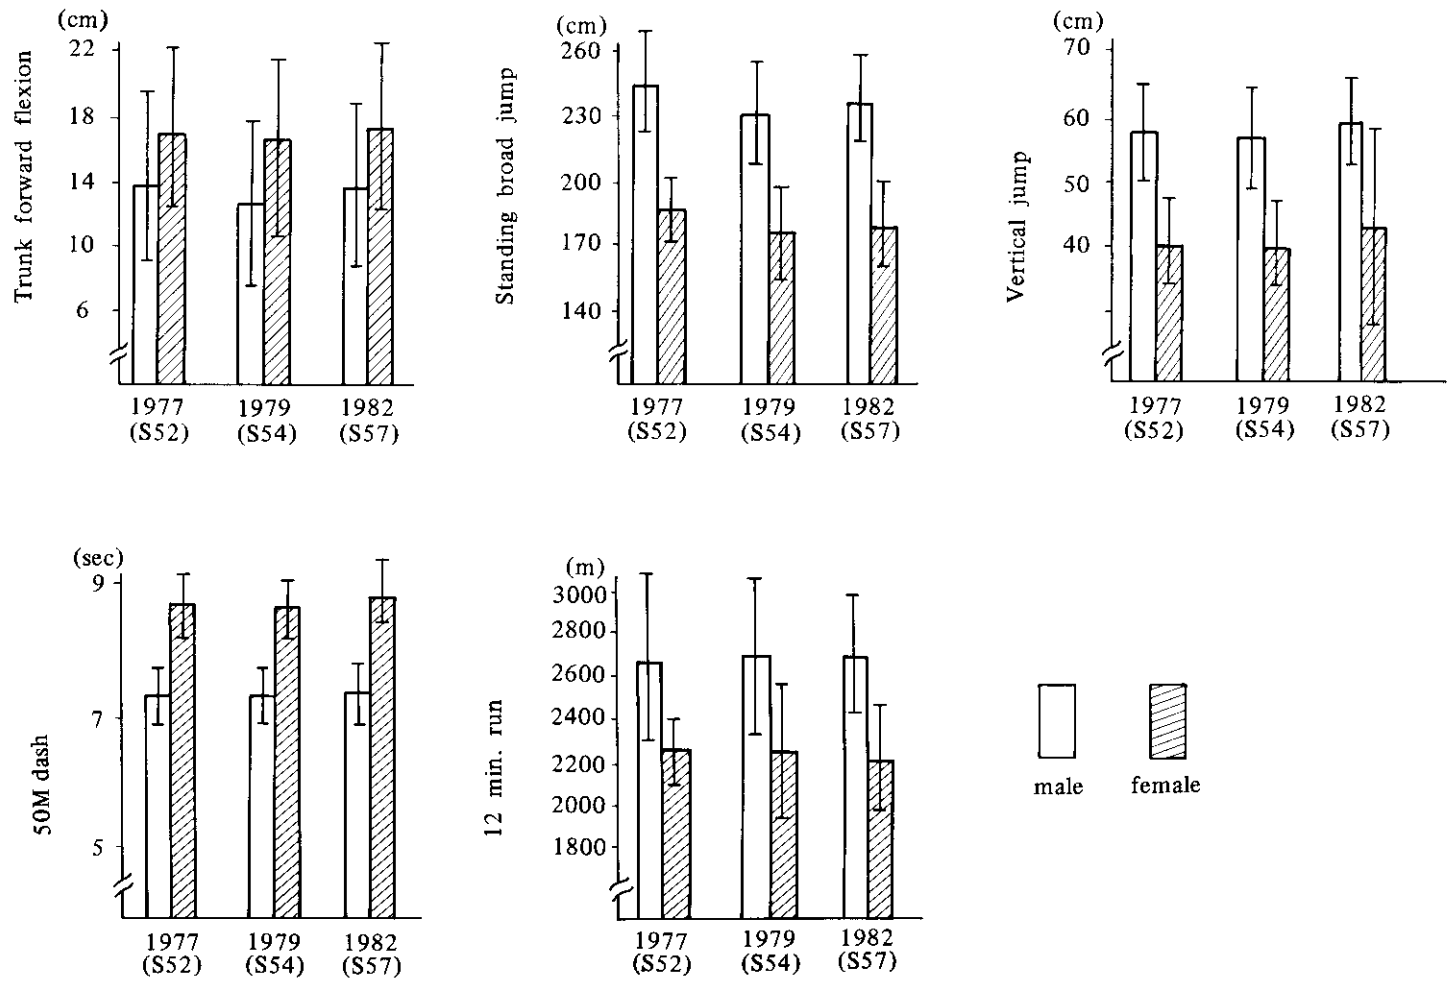 (cm)
22
18
14
10
6
Trunk forward flexion
1977 1979 1982
(S52) (S54) (S57)
(cm)
260
230
200
170
140
Standing broad jump
1977 1979 1982
(S52) (S54) (S57)
(cm)
70
60
50
40
Vertical jump
1977 1979 1982
(S52) (S54) (S57)
(sec)
9
7
5
50M dash
1977 1979 1982
(S52) (S54) (S57)
(m)
3000
2800
2600
2400
2200
2000
1800
12 min. run
1977 1979 1982
(S52) (S54) (S57)
male female